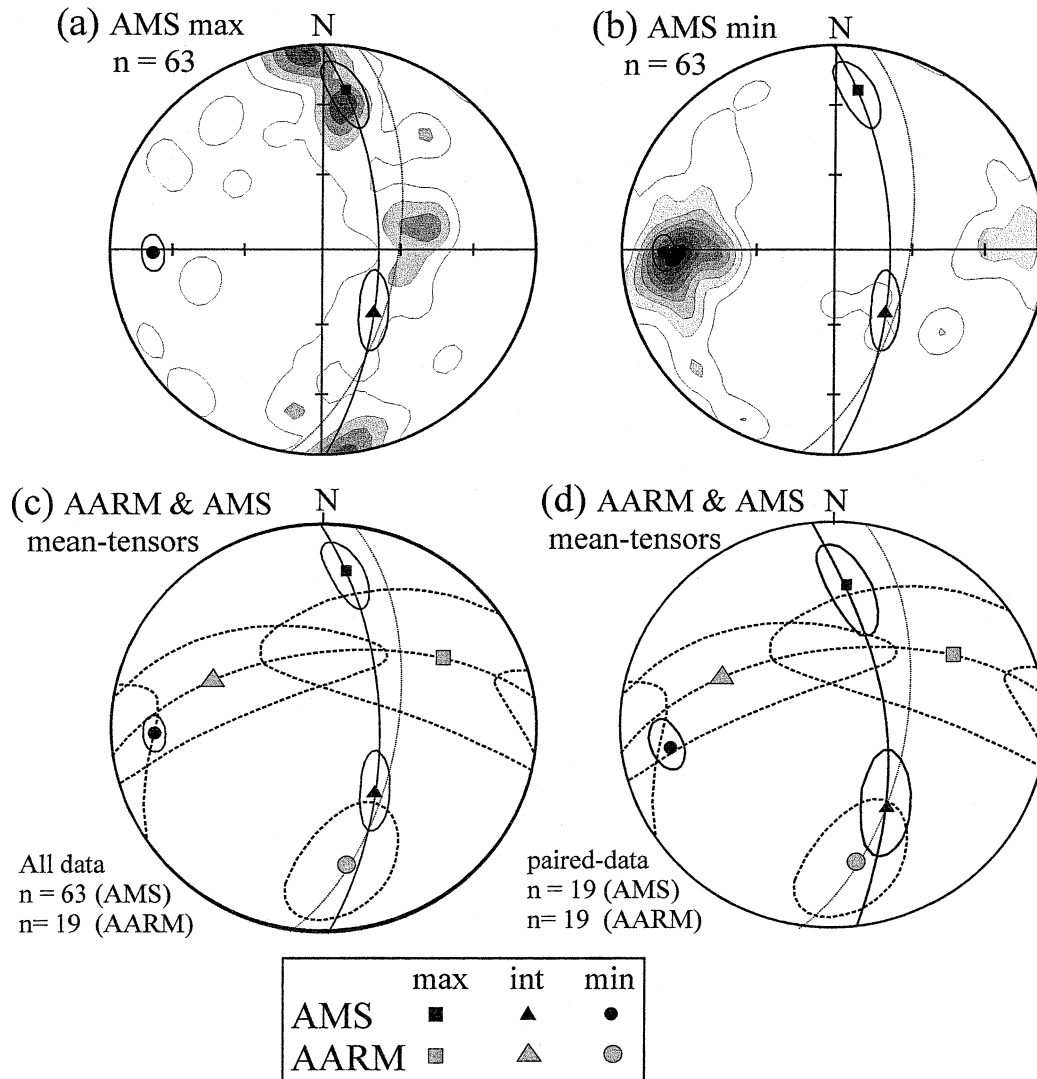 (a) AMS max
n = 63
N
(b) AMS min
n = 63
N
(c) AARM & AMS
mean-tensors
N
All data
n = 63 (AMS)
n= 19 (AARM)
(d) AARM & AMS
mean-tensors
N
paired-data
n = 19 (AMS)
n= 19 (AARM)
max int min
AMS
AARM